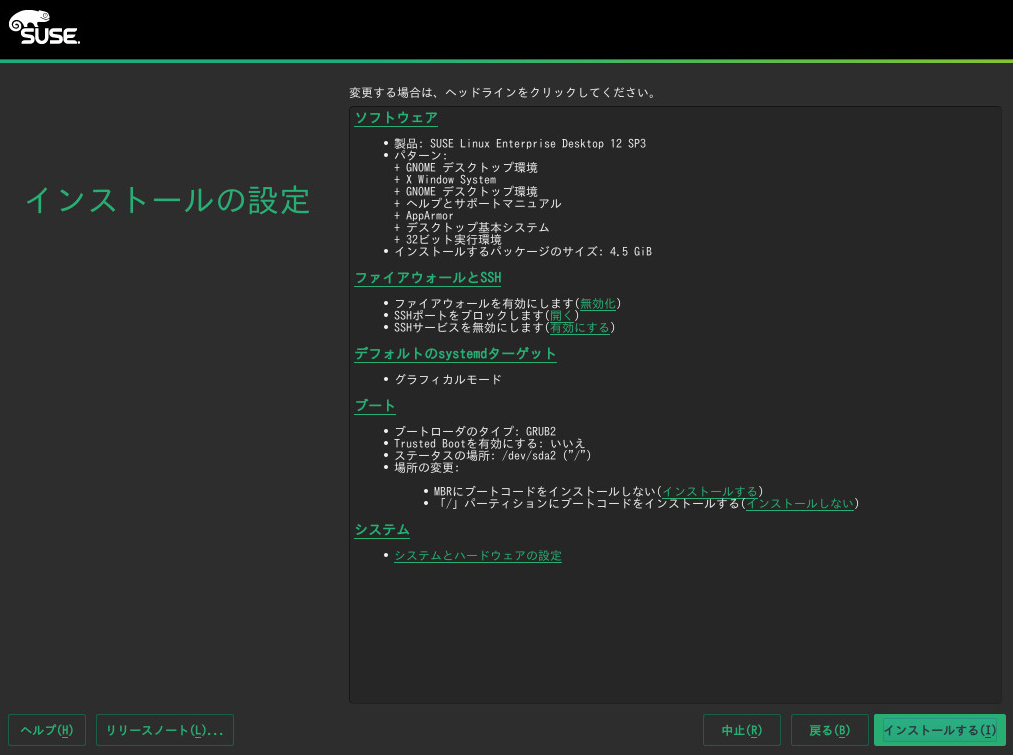 SUSE.
変更する場合は、ヘッドラインをクリックしてください。
インストールの設定
ソフトウェア
• 製品: SUSE Linux Enterprise Desktop 12 SP3
• パターン:
+ GNOME デスクトップ環境
+ X Window System
+ GNOME デスクトップ環境
+ ヘルプとサポートマニュアル
+ AppArmor
+ デスクトップ基本システム
+ 32ビット実行環境
• インストールするパッケージのサイズ: 4.5 GiB
ファイアウォールとSSH
• ファイアウォールを有効にします(無効化)
• SSHポートをブロックします(開く)
• SSHサービスを無効にします(有効にする)
デフォルトのsystemdターゲット
• グラフィカルモード
ブート
• ブートローダのタイプ: GRUB2
• Trusted Bootを有効にする: いいえ
• ステータスの場所: /dev/sda2 ("/")
• 場所の変更:
• MBRにブートコードをインストールしない(インストールする)
• 「/」パーティションにブートコードをインストールする(インストールしない)
システム
• システムとハードウェアの設定
ヘルプ(H) リリースノート(L)... 中止(R) 戻る(B) インストールする(I)